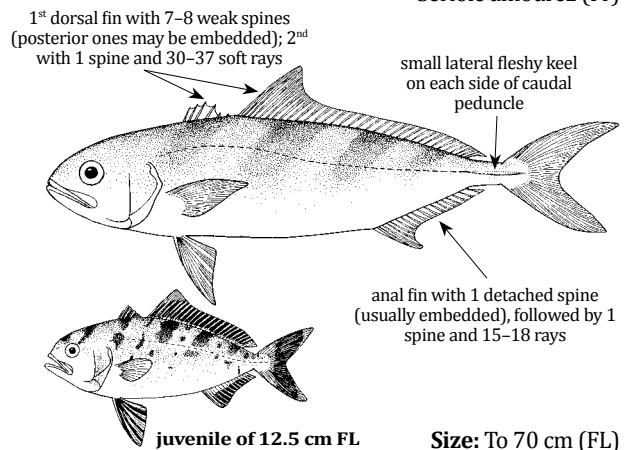 1st dorsal fin with 7–8 weak spines
(posterior ones may be embedded); 2nd
with 1 spine and 30–37 soft rays
small lateral fleshy keel
on each side of caudal
peduncle
anal fin with 1 detached spine
(usually embedded), followed by 1
spine and 15–18 rays
juvenile of 12.5 cm FL
Size: To 70 cm (FL)